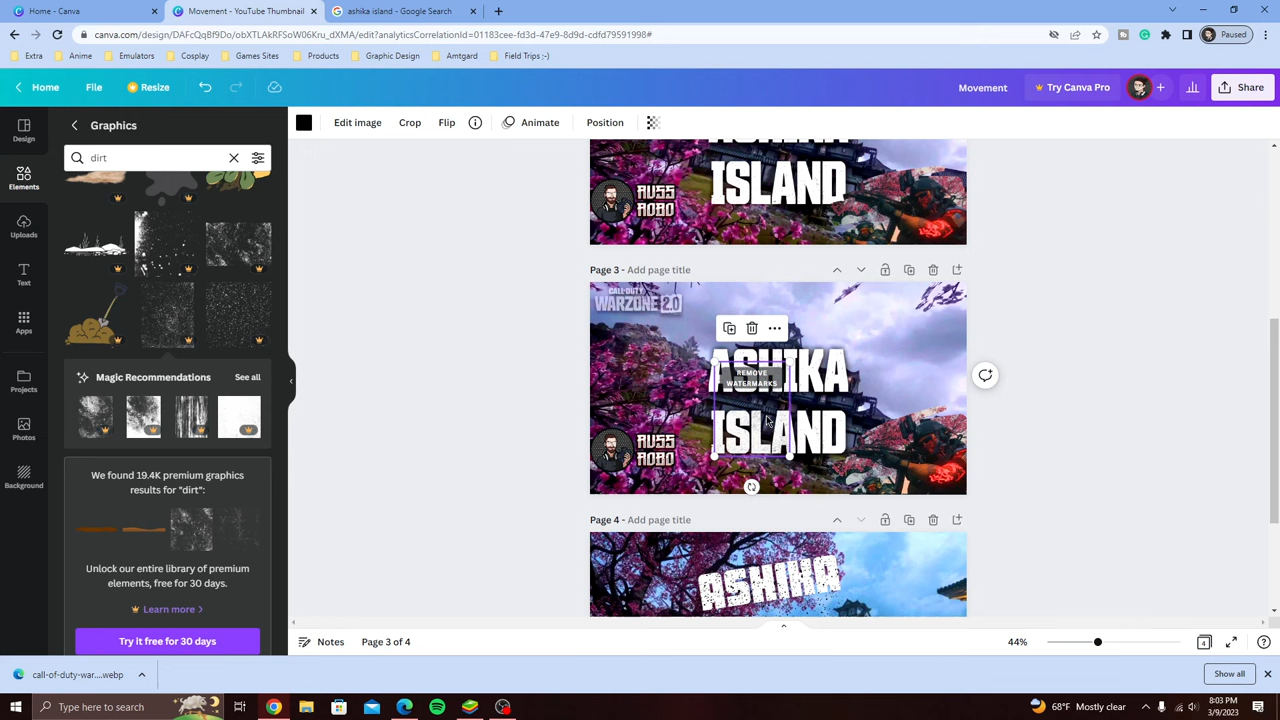 Home - Canva
Movement - YouTube Thumbnail
ashika island - Google Search
canva.com/design/DAFcQqBf9Do/obXTLAkRFSoW06Kru_dXMA/edit?analyticsCorrelationId=01183cee-fd3d-47e9-8d9d-cdfd79591998#
Paused
Extra
Anime
Emulators
Cosplay
Games Sites
Products
Graphic Design
Amtgard
Field Trips ;-)
Home
File
Resize
Movement
Try Canva Pro
Share
Design
Elements
Uploads
Text
Apps
Projects
Photos
Background
Graphics
dirt
Magic Recommendations
See all
We found 19.4K premium graphics
results for "dirt":
Unlock our entire library of premium
elements, free for 30 days.
Learn more
Try it free for 30 days
Edit image
Crop
Flip
Animate
Position
ISLAND
RUSS
ROBO
Page 3 - Add page title
CALL OF DUTY
WARZONE 2.0
ASHIKA
REMOVE
WATERMARKS
ISLAND
RUSS
ROBO
Page 4 - Add page title
ASHIKA
Notes
Page 3 of 4
44%
4
call-of-duty-war....webp
Show all
Type here to search
68°F Mostly clear
8:03 PM
3/9/2023